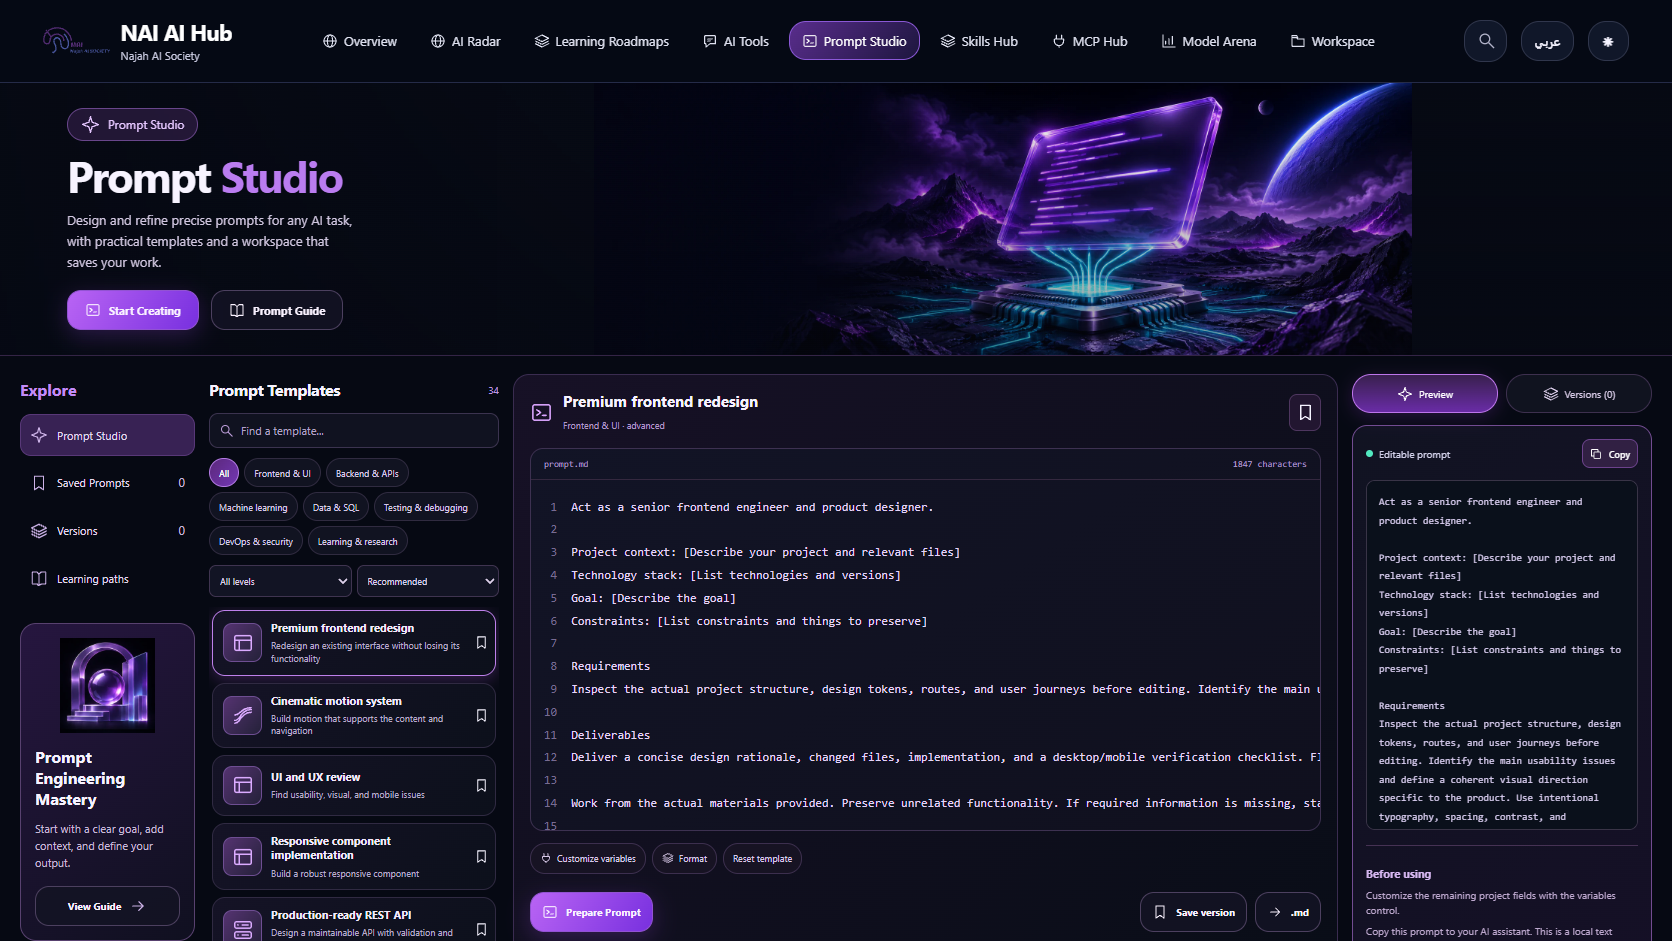 NAI AI Hub
Najah AI Society
Overview
AI Radar
Learning Roadmaps
AI Tools
Prompt Studio
Skills Hub
MCP Hub
Model Arena
Workspace
عربي
Prompt Studio
Prompt Studio
Design and refine precise prompts for any AI task,
with practical templates and a workspace that
saves your work.
Start Creating
Prompt Guide
Explore
Prompt Studio
Saved Prompts 0
Versions 0
Learning paths
Prompt
Engineering
Mastery
Start with a clear goal, add
context, and define your
output.
View Guide
Prompt Templates 34
Find a template...
All
Frontend & UI
Backend & APIs
Machine learning
Data & SQL
Testing & debugging
DevOps & security
Learning & research
All levels
Recommended
Premium frontend redesign
Redesign an existing interface without losing its
functionality
Cinematic motion system
Build motion that supports the content and
navigation
UI and UX review
Find usability, visual, and mobile issues
Responsive component
implementation
Build a robust responsive component
Production-ready REST API
Design a maintainable API with validation and
Premium frontend redesign
Frontend & UI · advanced
prompt.md 1847 characters
1 Act as a senior frontend engineer and product designer.
2
3 Project context: [Describe your project and relevant files]
4 Technology stack: [List technologies and versions]
5 Goal: [Describe the goal]
6 Constraints: [List constraints and things to preserve]
7
8 Requirements
9 Inspect the actual project structure, design tokens, routes, and user journeys before editing. Identify the main
10
11 Deliverables
12 Deliver a concise design rationale, changed files, implementation, and a desktop/mobile verification checklist.
13
14 Work from the actual materials provided. Preserve unrelated functionality. If required information is missing,
15
Customize variables
Format
Reset template
Prepare Prompt
Save version
.md
Preview
Versions (0)
Editable prompt
Copy
Act as a senior frontend engineer and
product designer.
Project context: [Describe your project and
relevant files]
Technology stack: [List technologies and
versions]
Goal: [Describe the goal]
Constraints: [List constraints and things to
preserve]
Requirements
Inspect the actual project structure, design
tokens, routes, and user journeys before
editing. Identify the main usability issues
and define a coherent visual direction
specific to the product. Use intentional
typography, spacing, contrast, and
Before using
Customize the remaining project fields with the variables
control.
Copy this prompt to your AI assistant. This is a local text